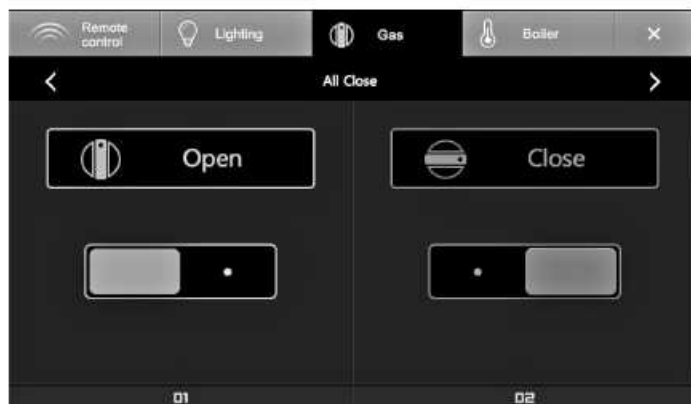 Remote control
Lighting
Gas
Boiler
×
All Close
Open
Close
01
02